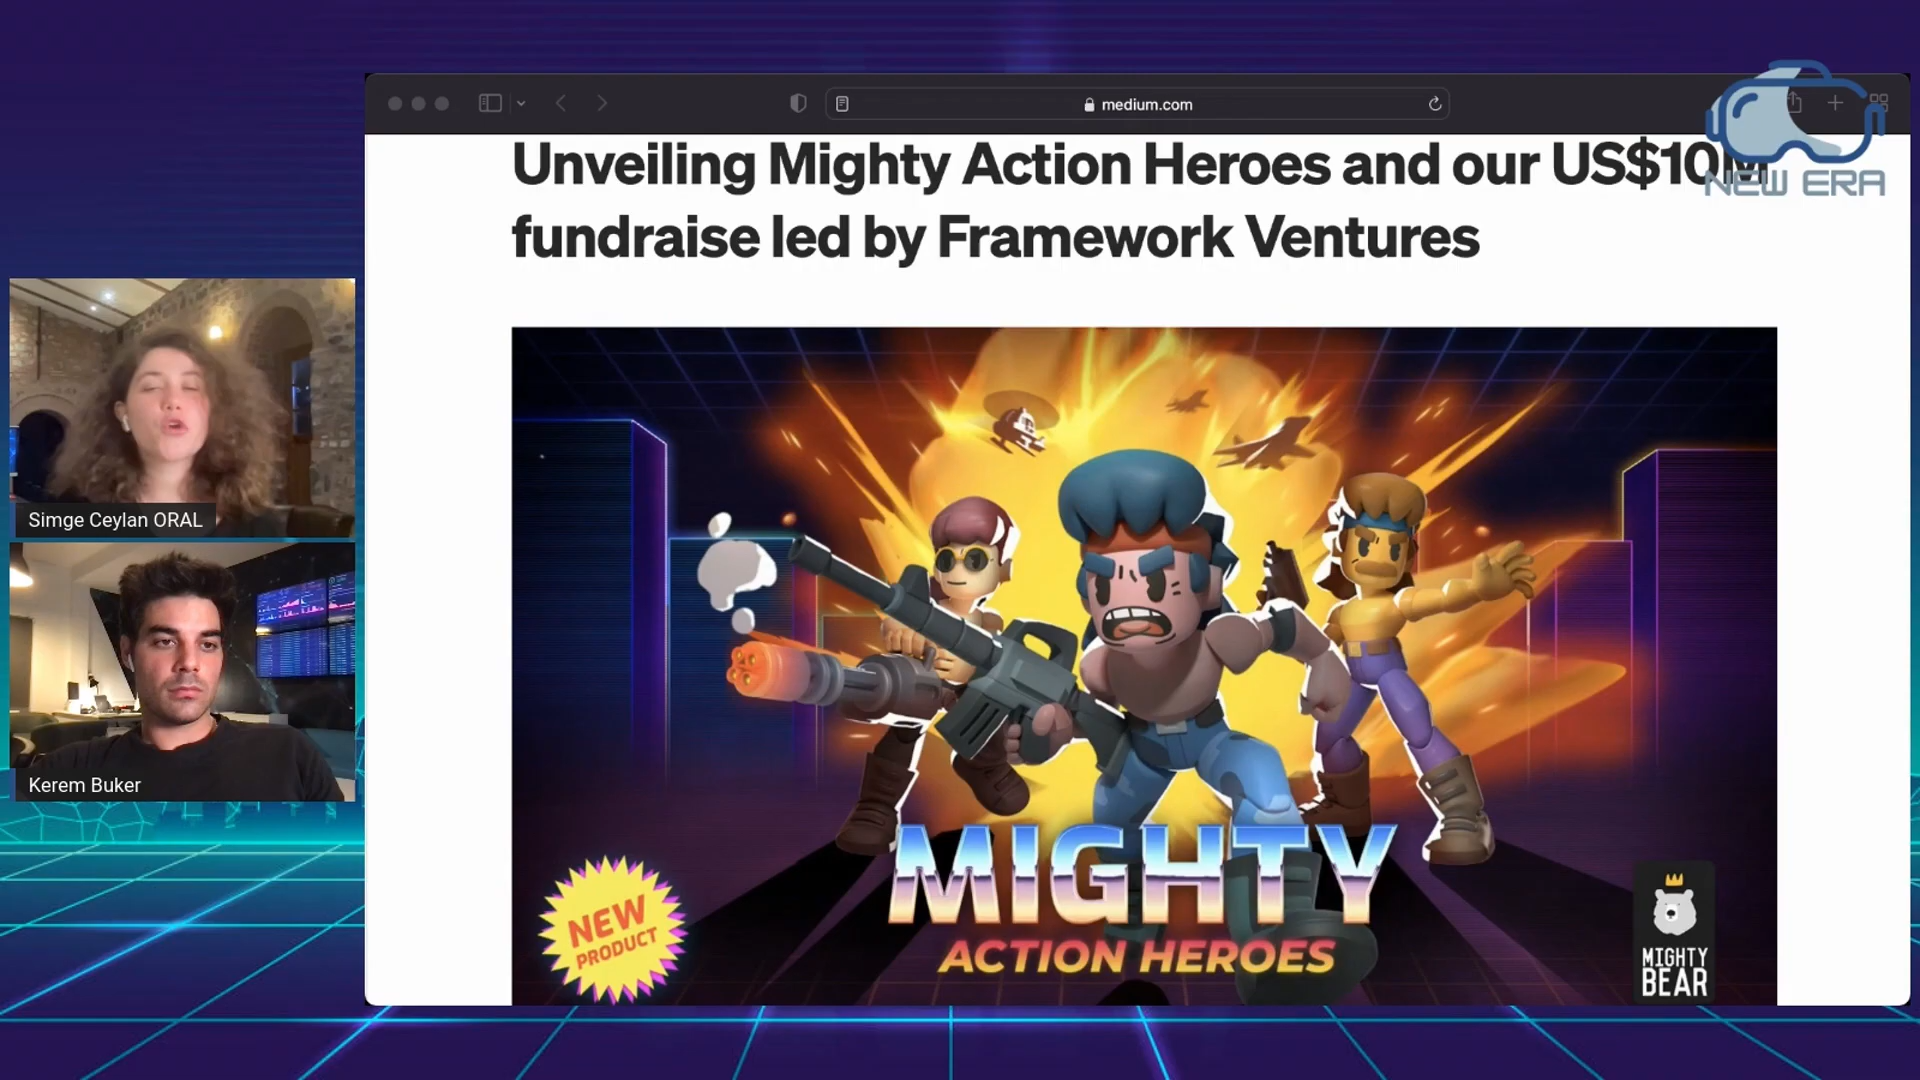 medium.com
Unveiling Mighty Action Heroes and our US$10M
fundraise led by Framework Ventures
NEW ERA
Simge Ceylan ORAL
Kerem Buker
MIGHTY
ACTION HEROES
NEW
PRODUCT
MIGHTY
BEAR